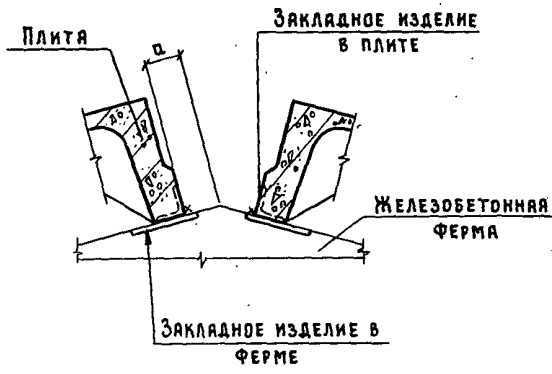 Плита
а
Закладное изделие
в плите
Железобетонная
ферма
Закладное изделие в
ферме